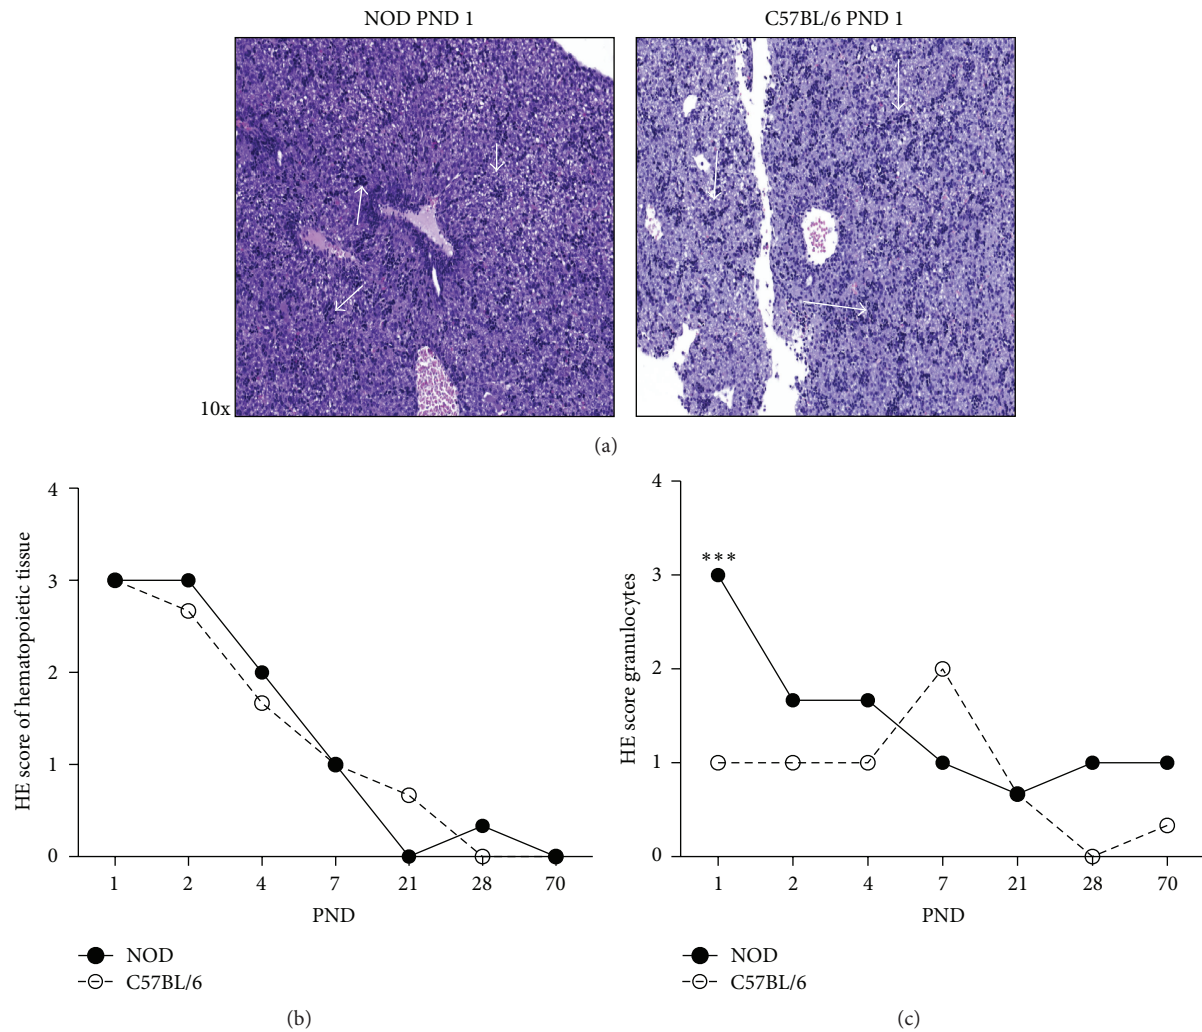 NOD PND 1
C57BL/6 PND 1
10x
(a)
HE score of hematopoietic tissue
4
3
2
1
0
1 2 4 7 21 28 70
PND
NOD
C57BL/6
(b)
HE score granulocytes
4
3
2
1
0
***
1 2 4 7 21 28 70
PND
NOD
C57BL/6
(c)